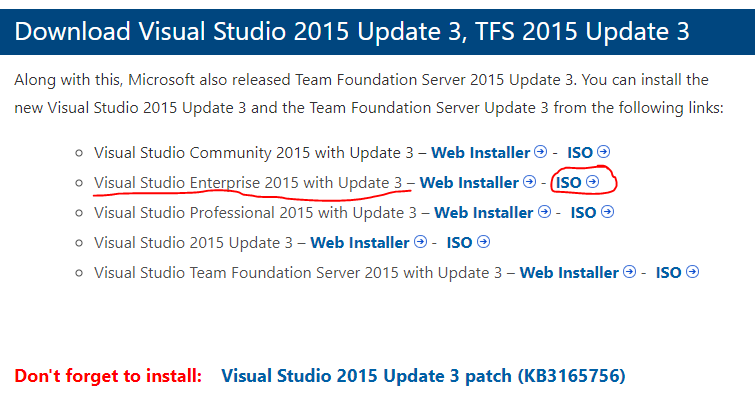 Download Visual Studio 2015 Update 3, TFS 2015 Update 3
Along with this, Microsoft also released Team Foundation Server 2015 Update 3. You can install the
new Visual Studio 2015 Update 3 and the Team Foundation Server Update 3 from the following links:
Visual Studio Community 2015 with Update 3 – Web Installer - ISO
Visual Studio Enterprise 2015 with Update 3 – Web Installer - ISO
Visual Studio Professional 2015 with Update 3 – Web Installer - ISO
Visual Studio 2015 Update 3 – Web Installer - ISO
Visual Studio Team Foundation Server 2015 with Update 3 – Web Installer - ISO
Don't forget to install: Visual Studio 2015 Update 3 patch (KB3165756)